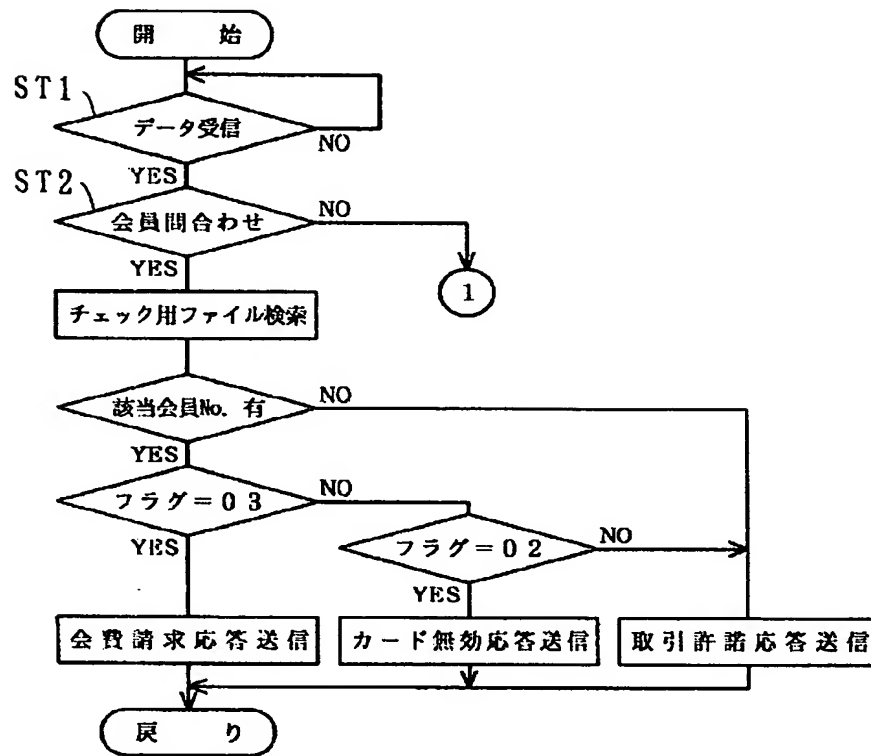 開 始
ST1
データ受信
NO
YES
ST2
会員問合わせ
NO
YES
1
チェック用ファイル検索
該当会員No. 有
NO
YES
フラグ=03
NO
YES
フラグ=02
NO
YES
会費請求応答送信
カード無効応答送信
取引許諾応答送信
戻 り